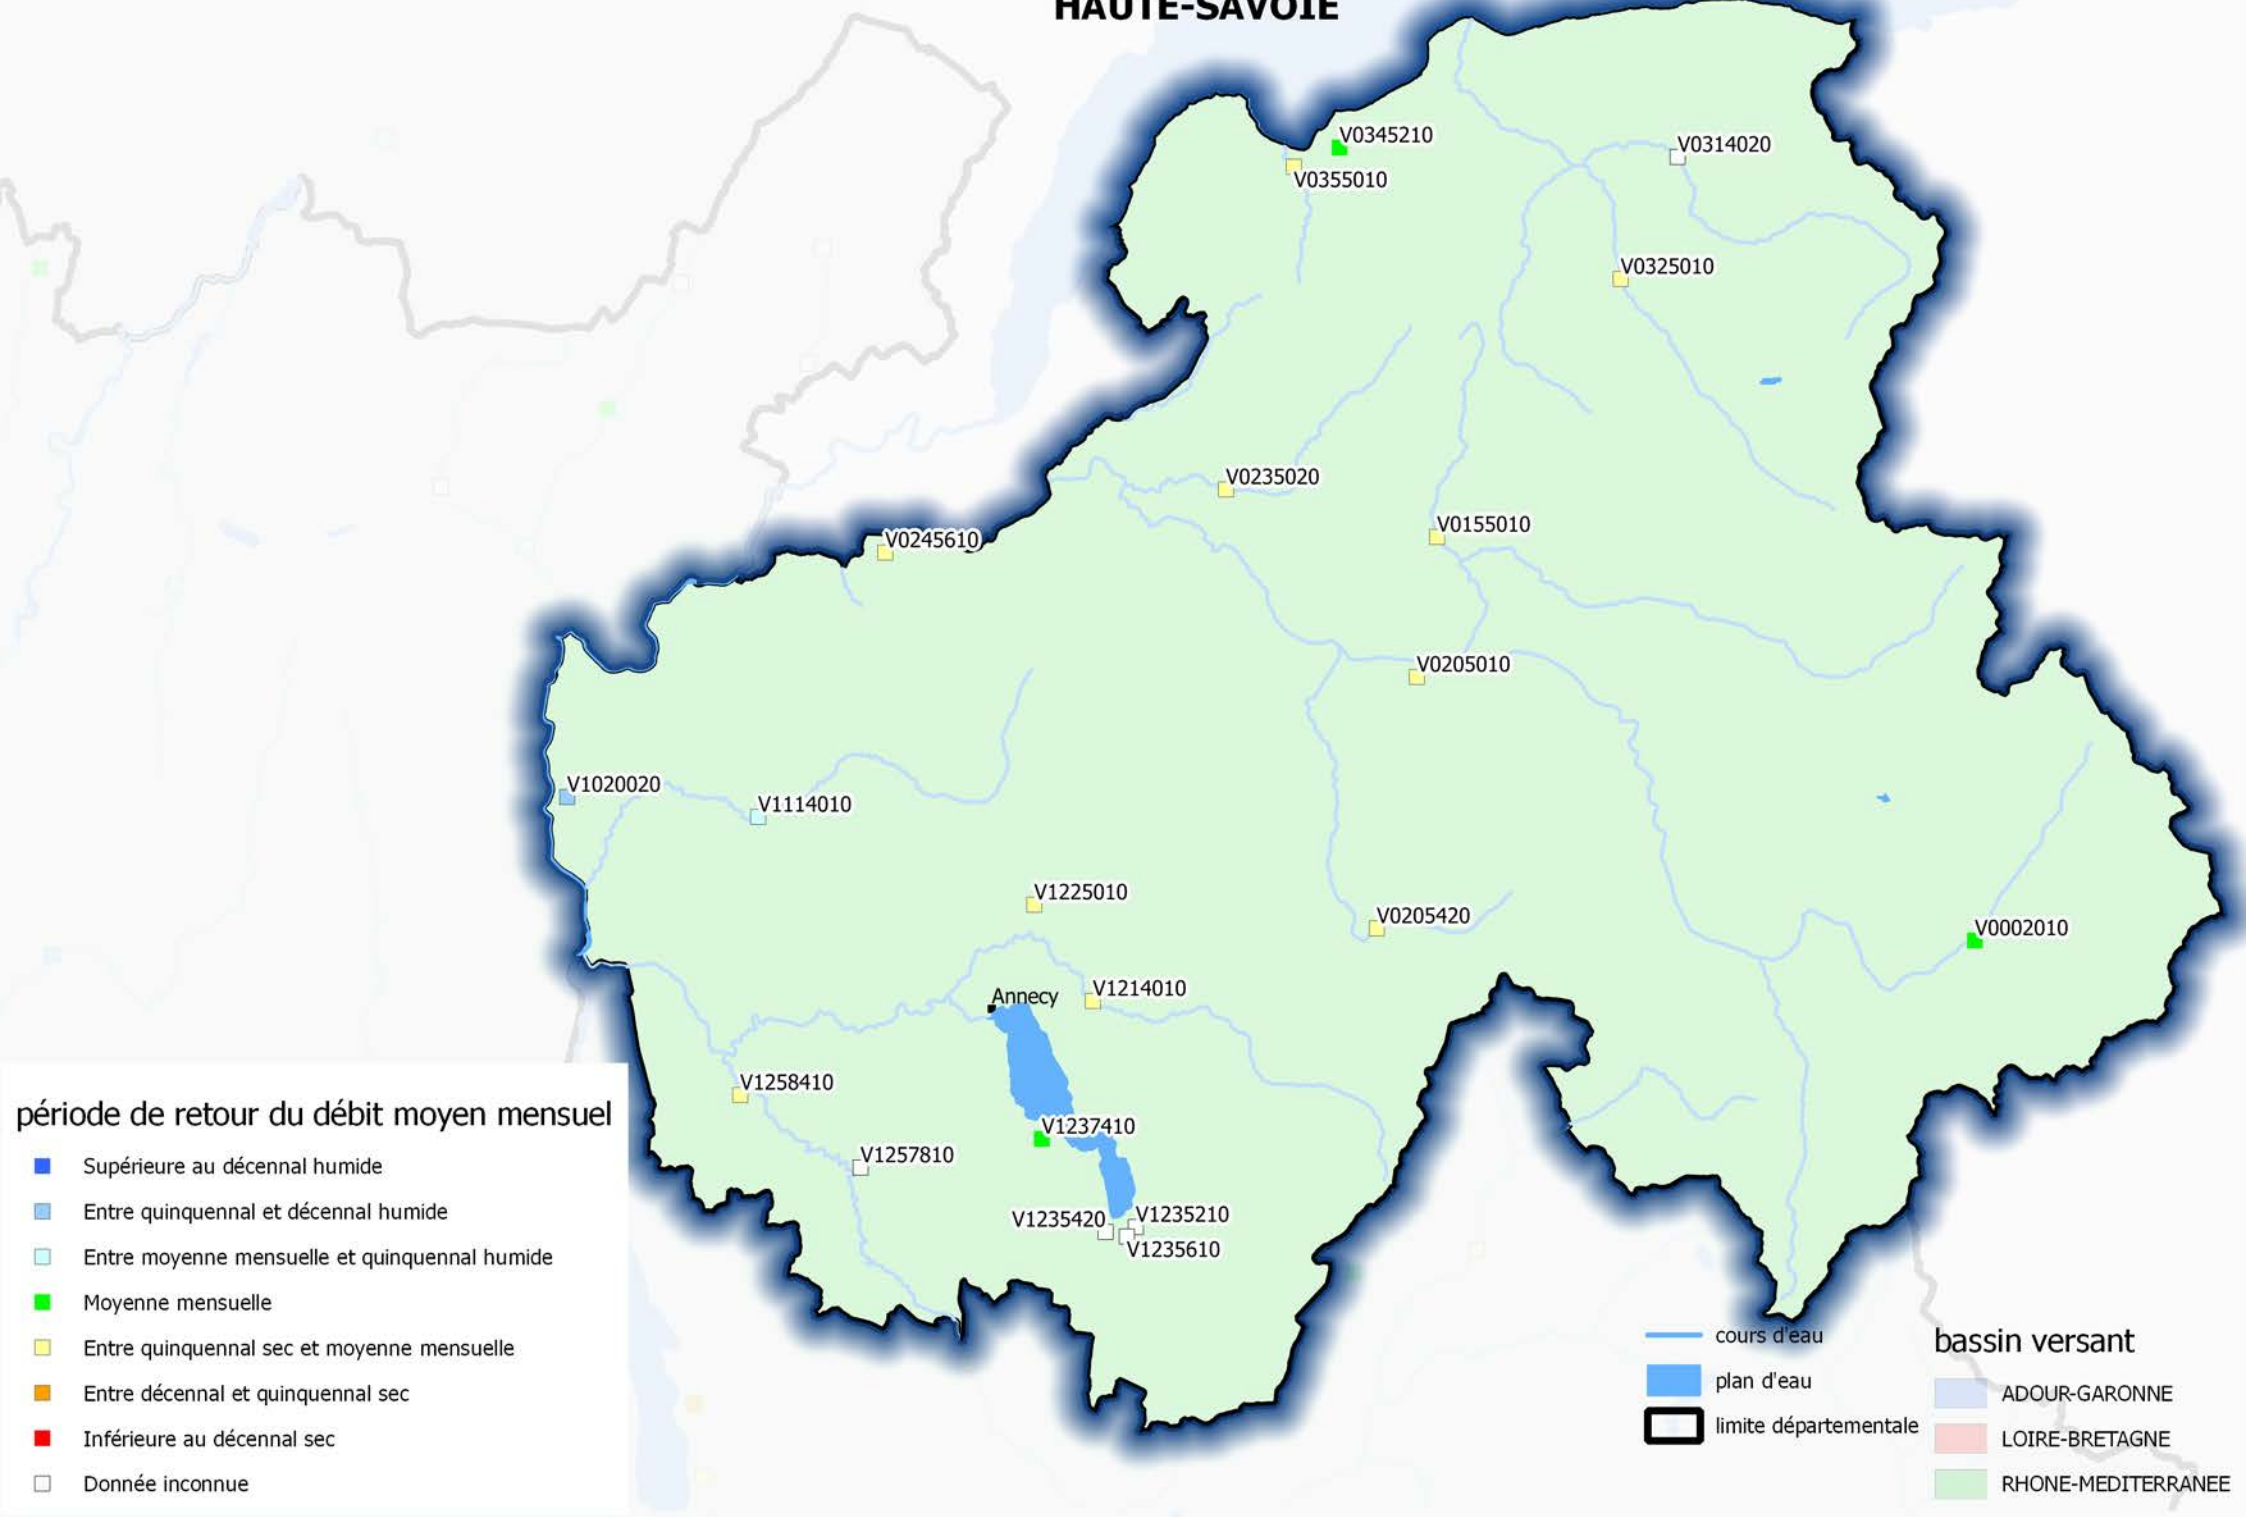 HAUTE-SAVOIE
V0345210
V0314020
V0355010
V0325010
V0235020
V0155010
V0245610
V0205010
V1020020
V1114010
V1225010
V0205420
V0002010
V1214010
Annecy
V1258410
V1237410
V1257810
V1235420
V1235210
V1235610
période de retour du débit moyen mensuel
Supérieure au décennal humide
Entre quinquennal et décennal humide
Entre moyenne mensuelle et quinquennal humide
Moyenne mensuelle
Entre quinquennal sec et moyenne mensuelle
Entre décennal et quinquennal sec
Inférieure au décennal sec
Donnée inconnue
cours d'eau
plan d'eau
limite départementale
bassin versant
ADOUR-GARONNE
LOIRE-BRETAGNE
RHONE-MEDITERRANEE